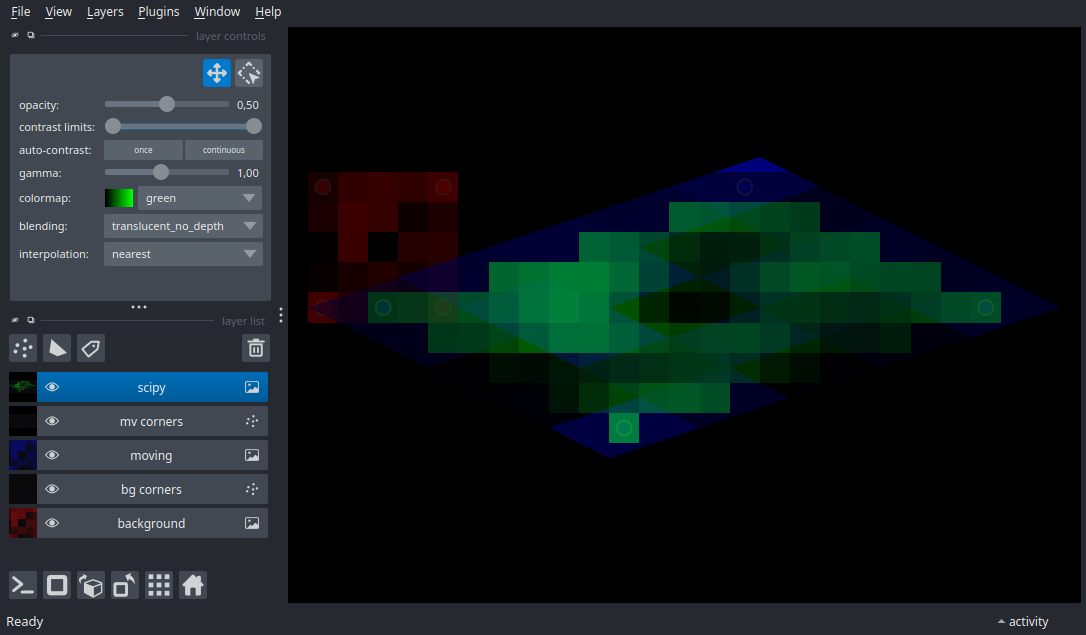 File View Layers Plugins Window Help
layer controls
opacity: 0,50
contrast limits:
auto-contrast: once continuous
gamma: 1,00
colormap: green
blending: translucent_no_depth
interpolation: nearest
layer list
scipy
mv corners
moving
bg corners
background
Ready
activity